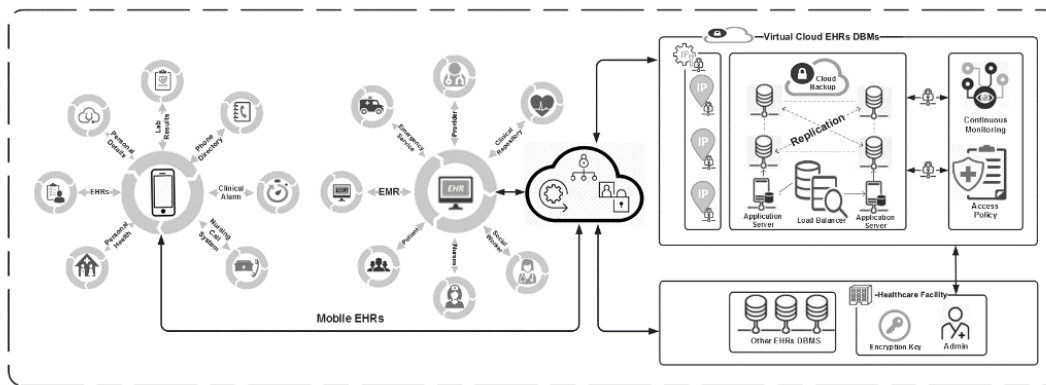 Lab
Results
Phone
Directory
Personal
Details
EHRs
Clinical
Alarm
Personal
Health
Nursing
Call
System
Mobile EHRs
Provider
Emergency
Service
Clinical
Repository
EMR
EHR
Patient
Nurses
Social
Worker
Virtual Cloud EHRs DBMs
IP
IP
IP
IP
Cloud
Backup
Replication
Application
Server
Load Balancer
Application
Server
Continuous
Monitoring
Access
Policy
Other EHRs DBMS
-Healthcare Facility
Encryption Key
Admin